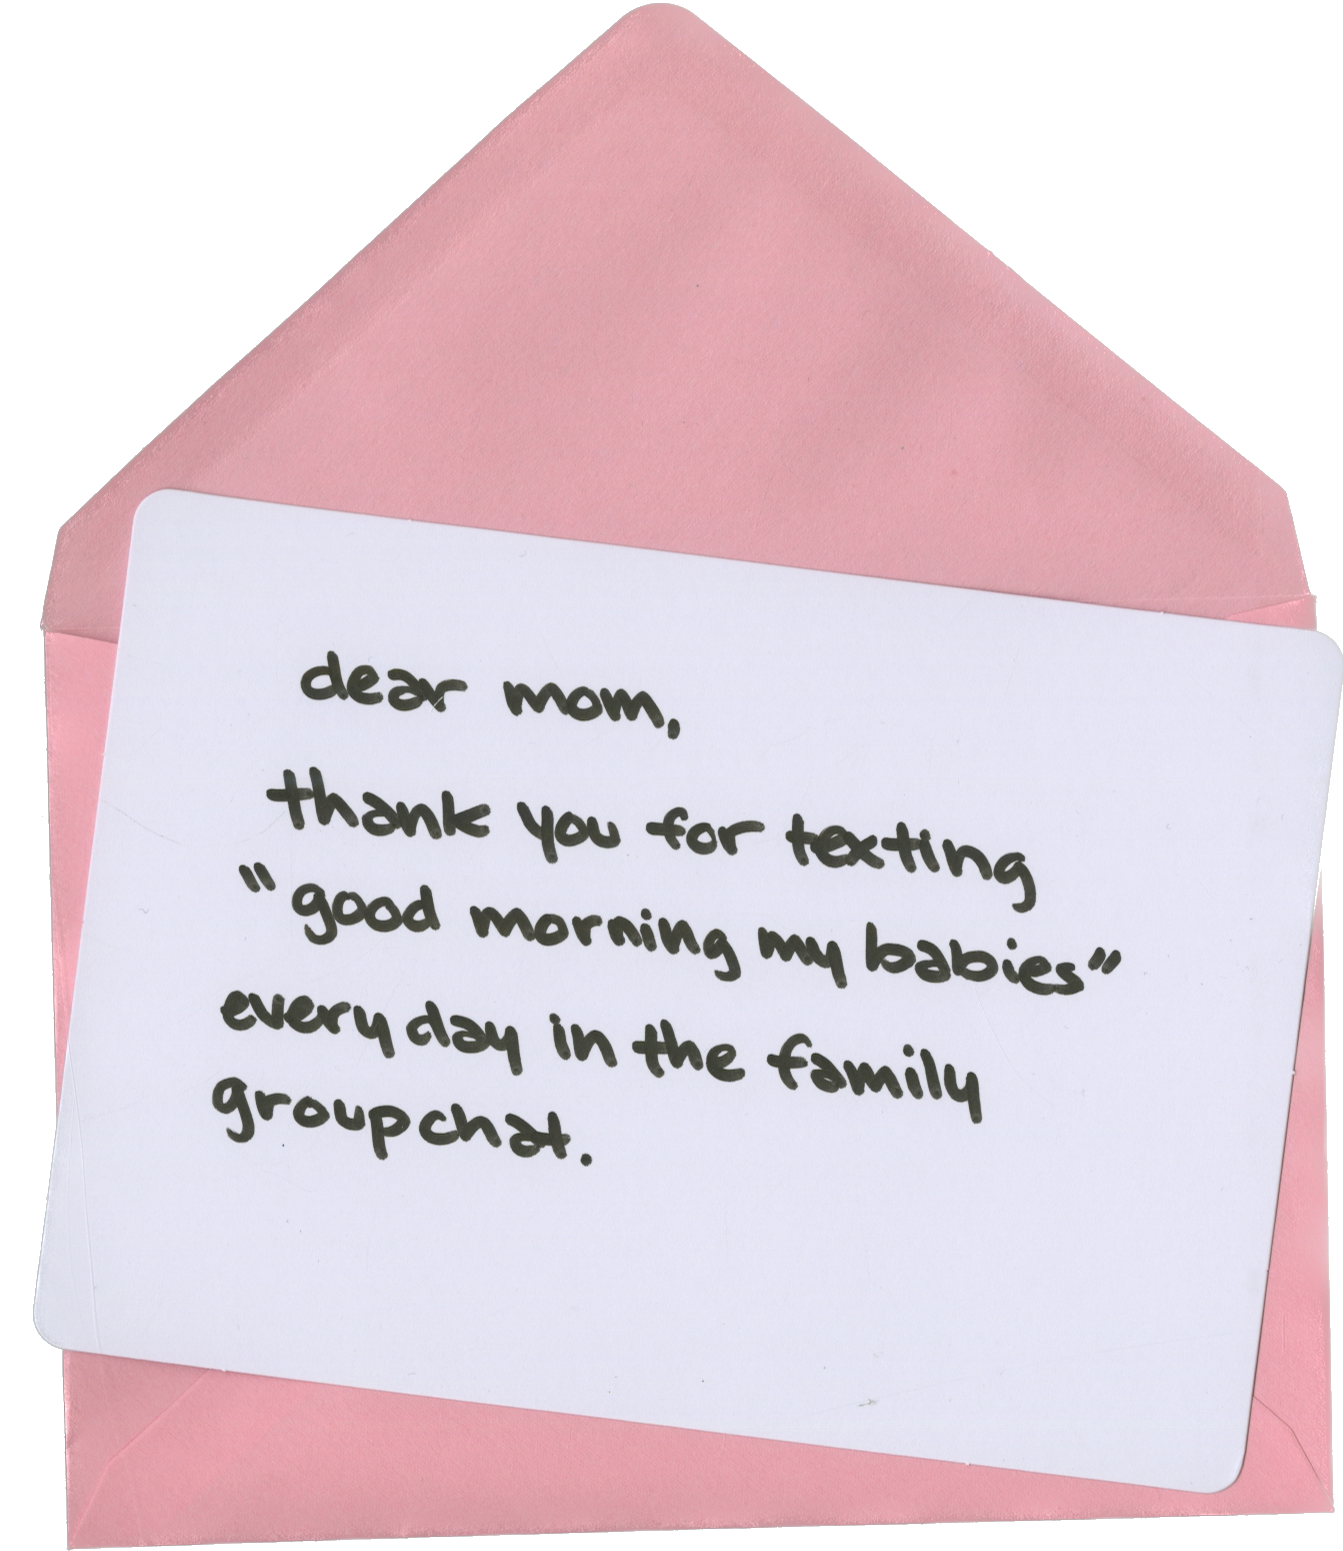 dear mom,
thank you for texting
"good morning my babies"
everyday in the family
groupchat.